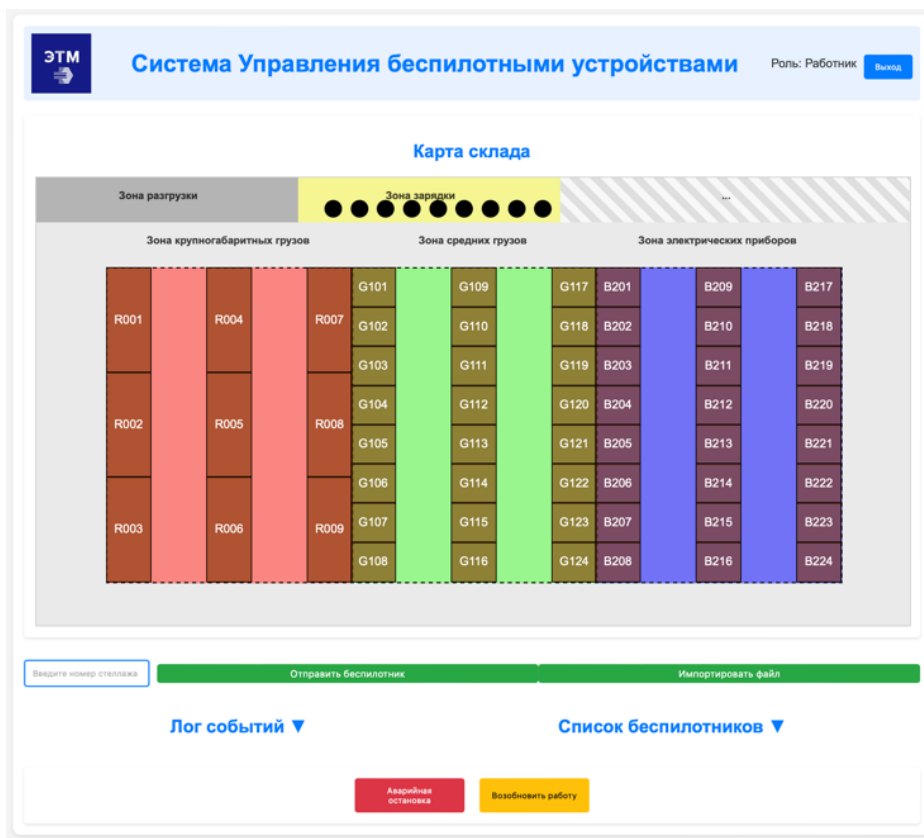 ЭТМ
Система Управления беспилотными устройствами
Роль: Работник
Выход
Карта склада
Зона разгрузки
Зона зарядки
...
Зона крупногабаритных грузов
Зона средних грузов
Зона электрических приборов
R001
R002
R003
R004
R005
R006
R007
R008
R009
G101
G102
G103
G104
G105
G106
G107
G108
G109
G110
G111
G112
G113
G114
G115
G116
G117
G118
G119
G120
G121
G122
G123
G124
B201
B202
B203
B204
B205
B206
B207
B208
B209
B210
B211
B212
B213
B214
B215
B216
B217
B218
B219
B220
B221
B222
B223
B224
Введите номер стеллажа
Отправить беспилотник
Импортировать файл
Лог событий ▼
Список беспилотников ▼
Аварийная
остановка
Возобновить работу